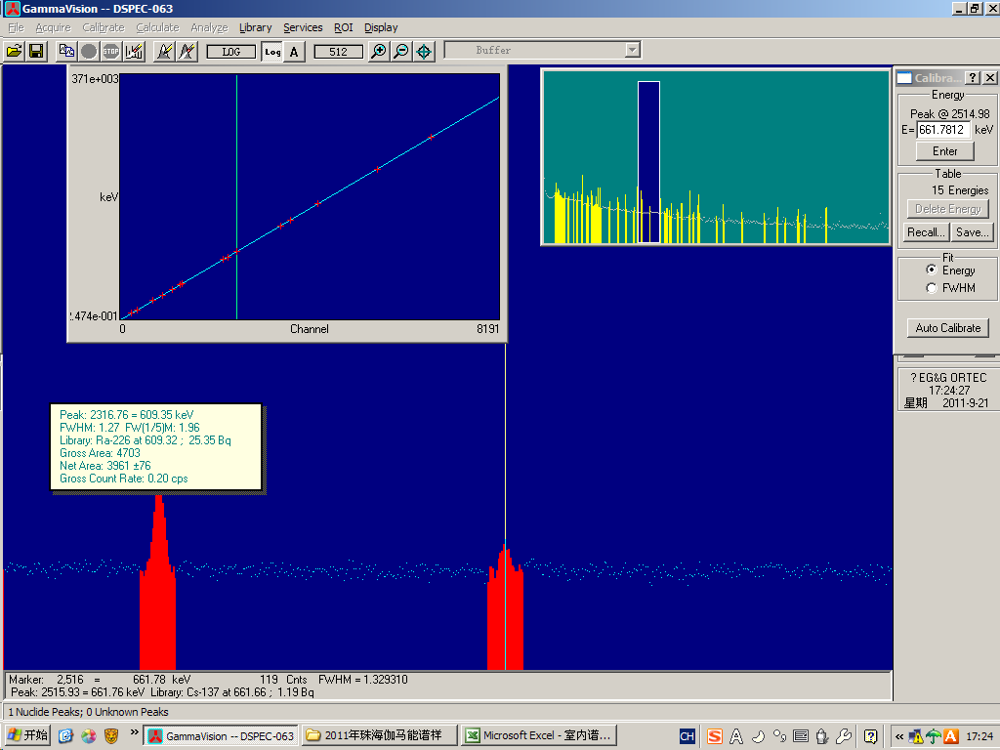 GammaVision -- DSPEC-063
File Acquire Calibrate Calculate Analyze Library Services ROI Display
STOP LOG Log A 512 Buffer
371e+003
keV
.474e-001
0 Channel 8191
Calibra...
Energy
Peak @ 2514.98
E= 661.7812 keV
Enter
Table
15 Energies
Delete Energy
Recall... Save...
Fit
Energy
FWHM
Auto Calibrate
? EG&G ORTEC
17:24:27
星期 2011-9-21
Peak: 2316.76 = 609.35 keV
FWHM: 1.27 FW(1/5)M: 1.96
Library: Ra-226 at 609.32 ; 25.35 Bq
Gross Area: 4703
Net Area: 3961 ±76
Gross Count Rate: 0.20 cps
Marker: 2,516 = 661.78 keV 119 Cnts FWHM = 1.329310
Peak: 2515.93 = 661.76 keV Library: Cs-137 at 661.66 ; 1.19 Bq
1 Nuclide Peaks; 0 Unknown Peaks
开始 » GammaVision -- DSPEC-063 2011年珠海伽马能谱样 Microsoft Excel - 室内谱... CH S A ? « A 17:24